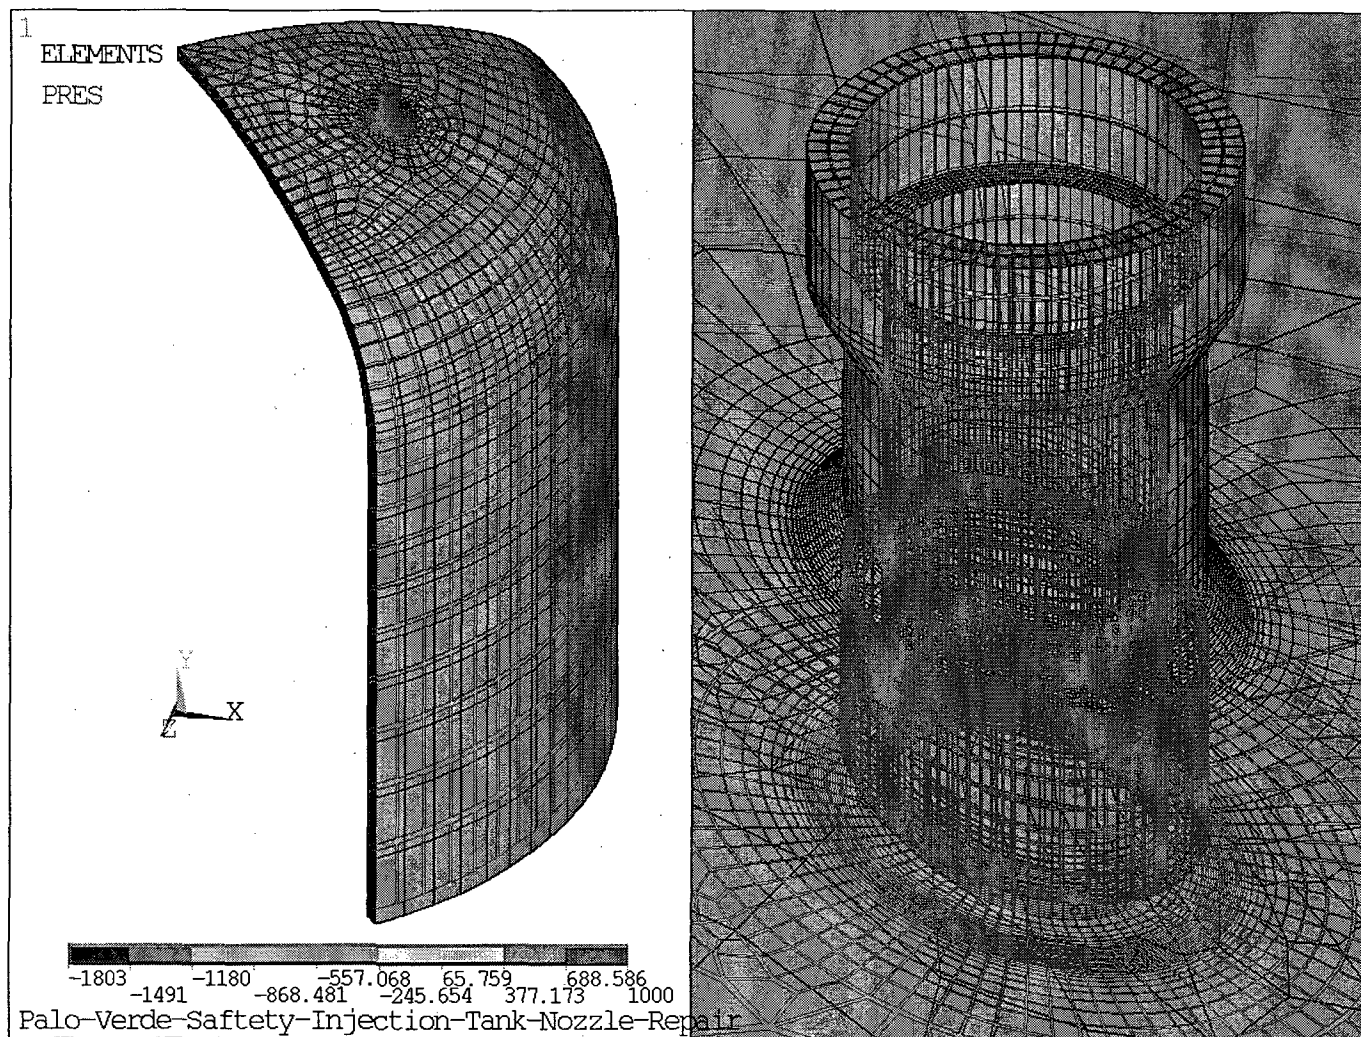 1
ELEMENTS
PRES
Y
X
Z
-1803 -1180 -557.068 65.759 688.586
-1491 -868.481 -245.654 377.173 1000
Palo-Verde-Saftety-Injection-Tank-Nozzle-Repair